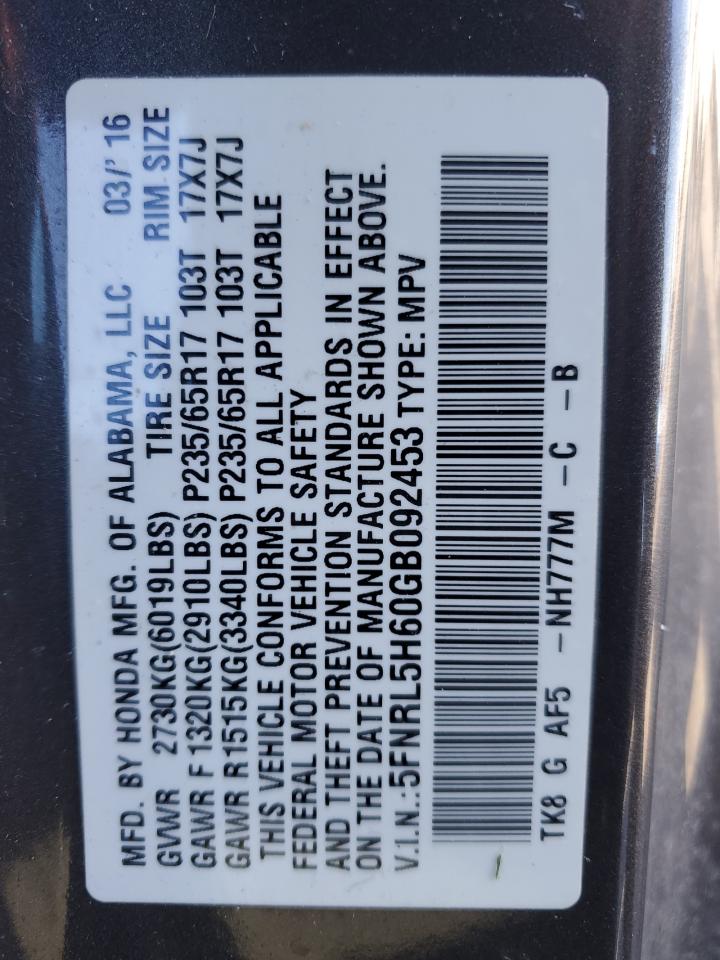 MFD. BY HONDA MFG. OF ALABAMA, LLC 03/' 16
GVWR 2730KG(6019LBS) TIRE SIZE RIM SIZE
GAWR F 1320KG(2910LBS) P235/65R17 103T 17X7J
GAWR R 1515KG(3340LBS) P235/65R17 103T 17X7J
THIS VEHICLE CONFORMS TO ALL APPLICABLE
FEDERAL MOTOR VEHICLE SAFETY
AND THEFT PREVENTION STANDARDS IN EFFECT
ON THE DATE OF MANUFACTURE SHOWN ABOVE.
V.I.N.:5FNRL5H60GB092453 TYPE: MPV
TK8 G AF5 -NH777M -C -B